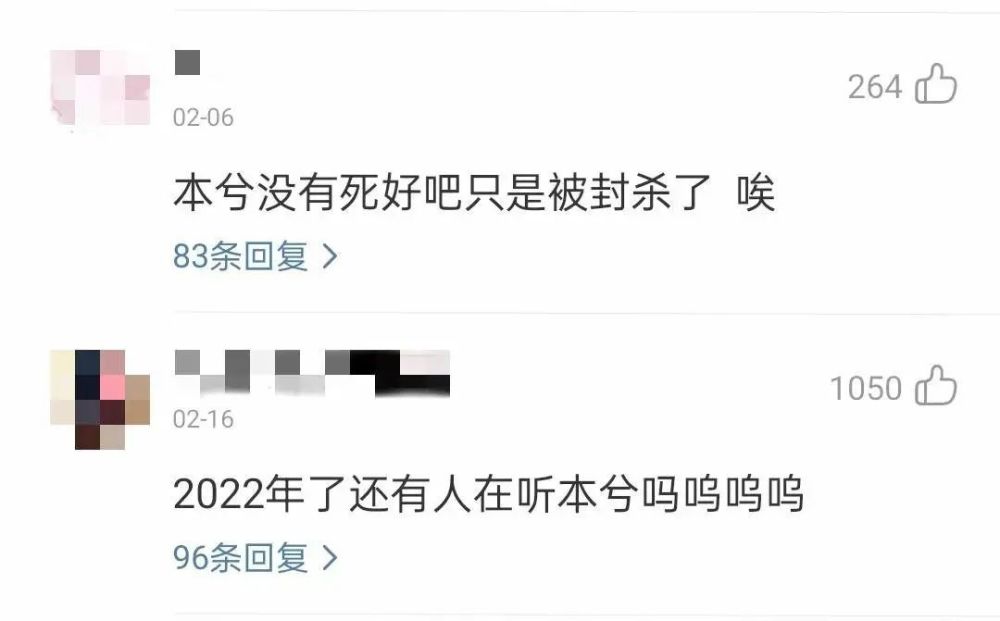 264
02-06
本兮没有死好吧只是被封杀了 唉
83条回复 >
1050
02-16
2022年了还有人在听本兮吗呜呜呜
96条回复 >